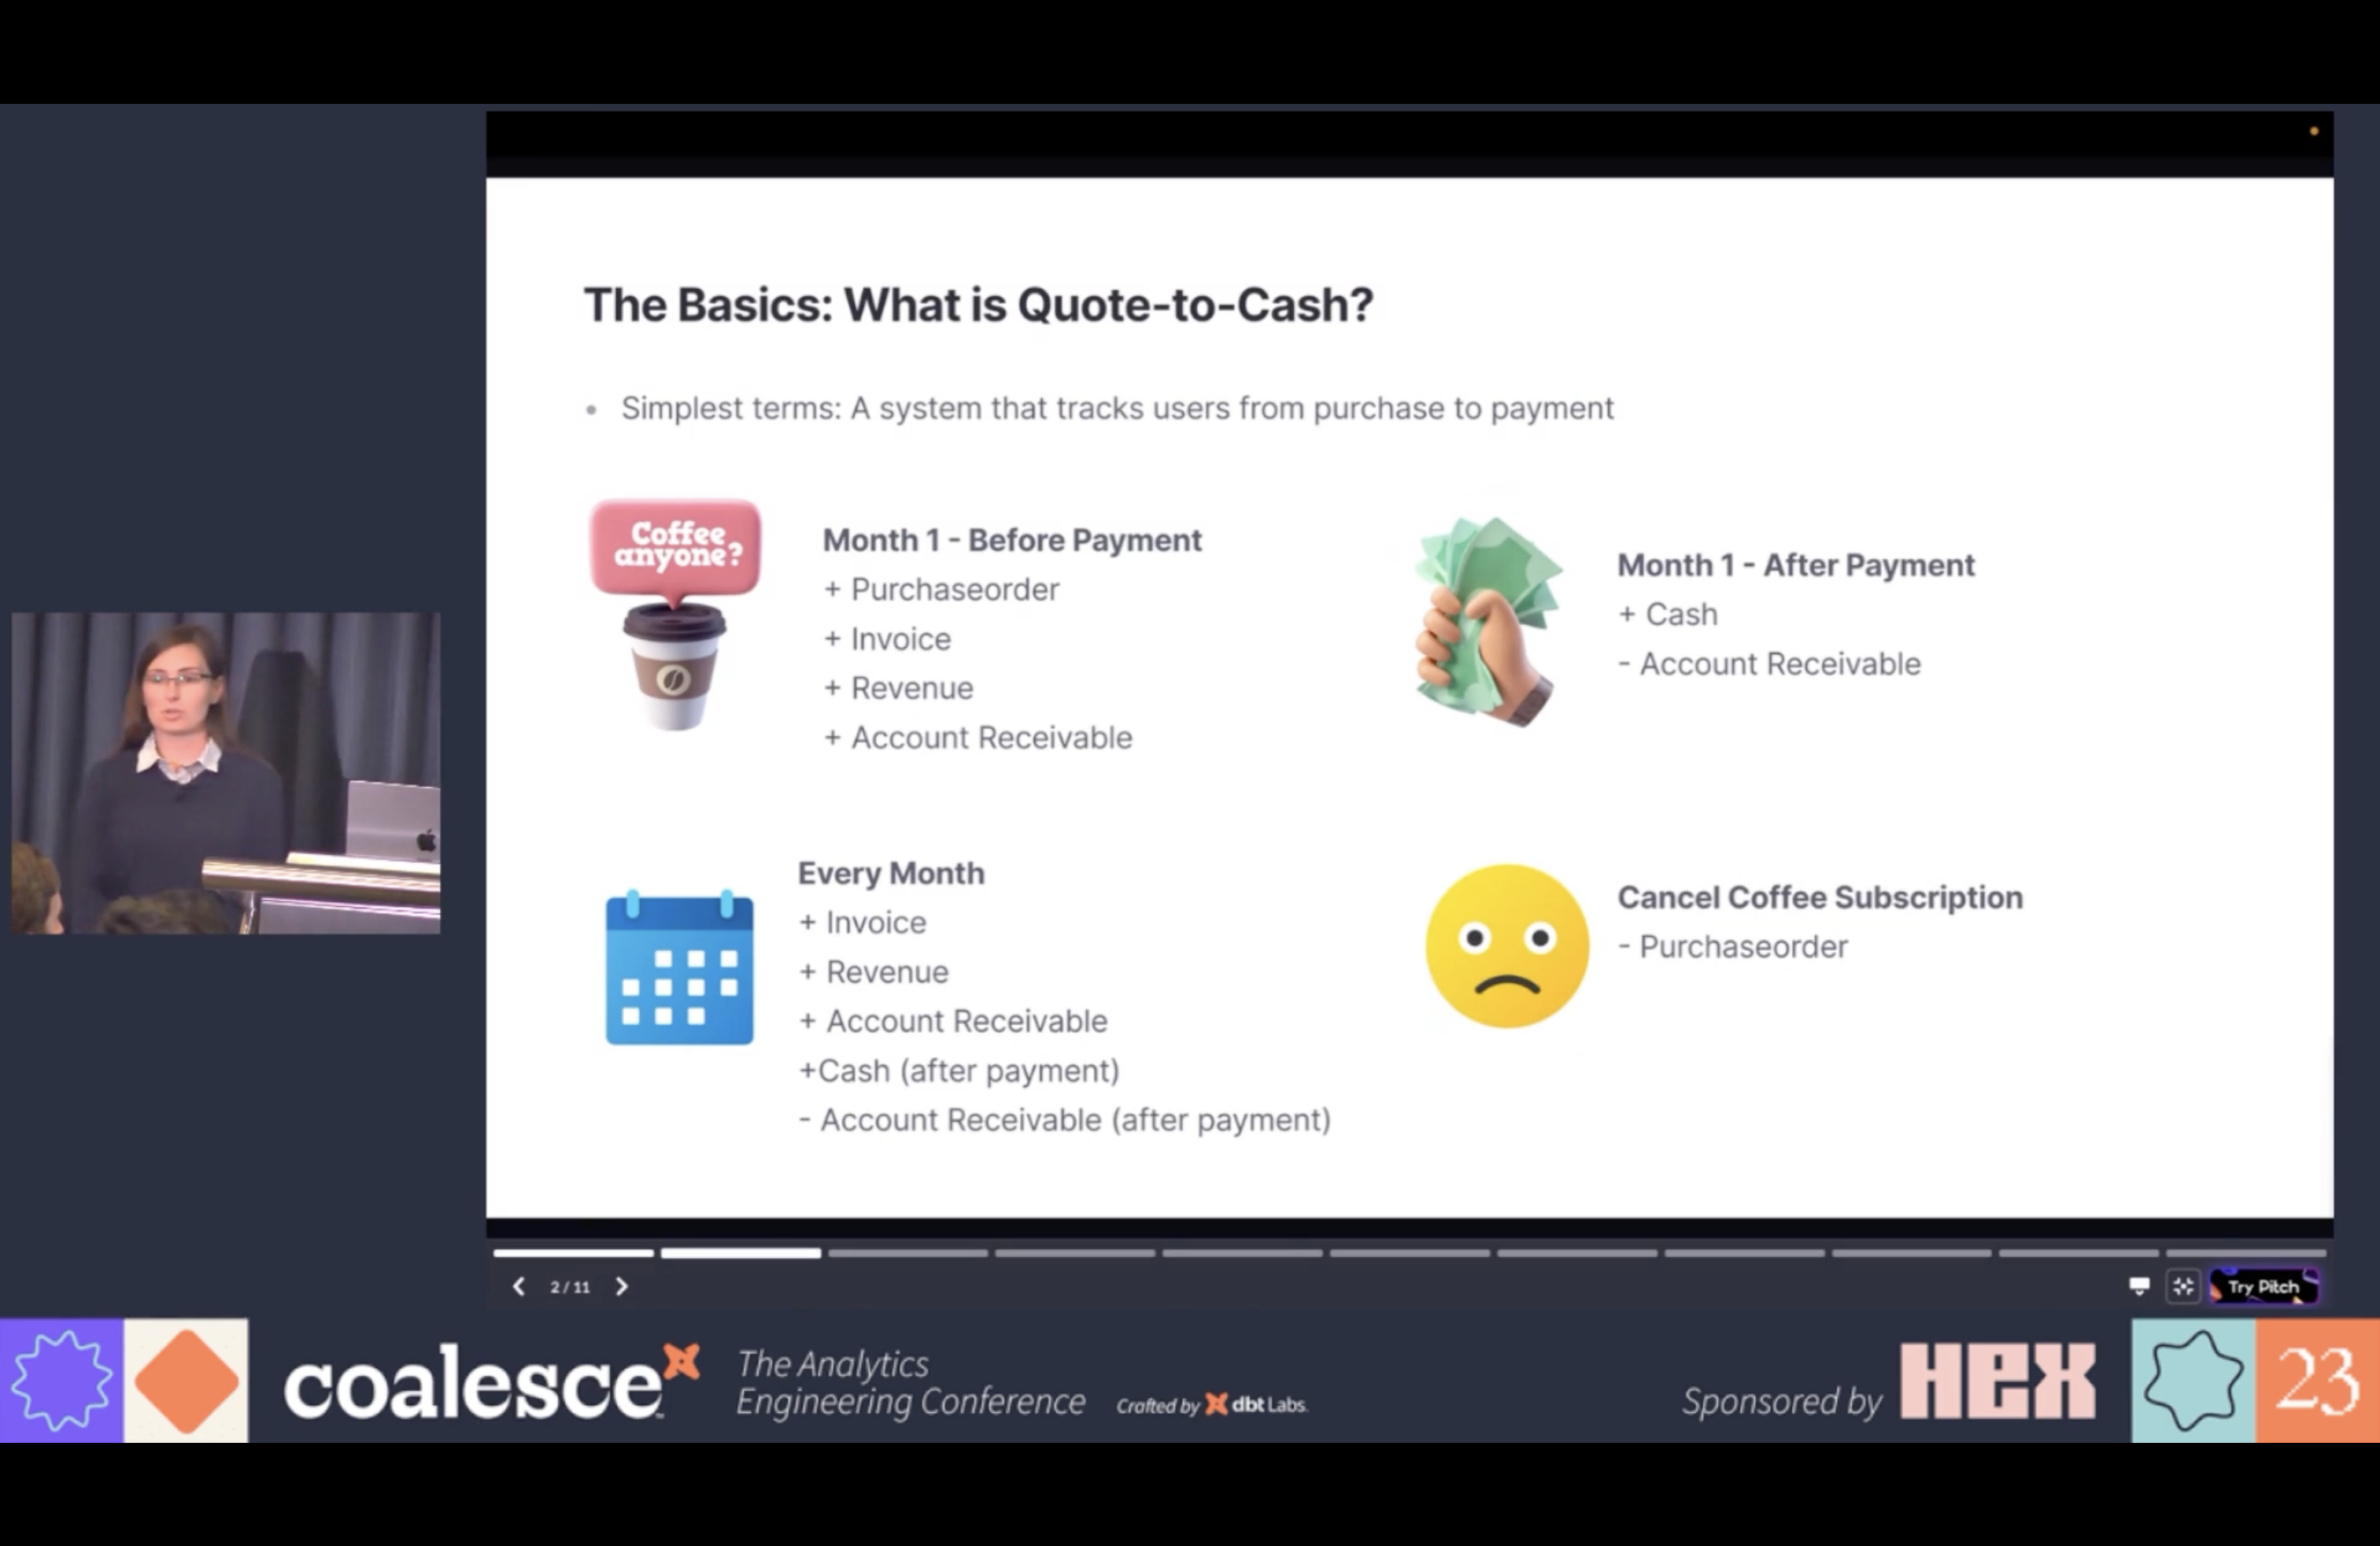 The Basics: What is Quote-to-Cash?
• Simplest terms: A system that tracks users from purchase to payment
Coffee
anyone?
Month 1 - Before Payment
+ Purchaseorder
+ Invoice
+ Revenue
+ Account Receivable
Month 1 - After Payment
+ Cash
- Account Receivable
Every Month
+ Invoice
+ Revenue
+ Account Receivable
+Cash (after payment)
- Account Receivable (after payment)
Cancel Coffee Subscription
- Purchaseorder
2 / 11
Try Pitch
coalesce
The Analytics
Engineering Conference
Crafted by dbt Labs
Sponsored by HEX
23